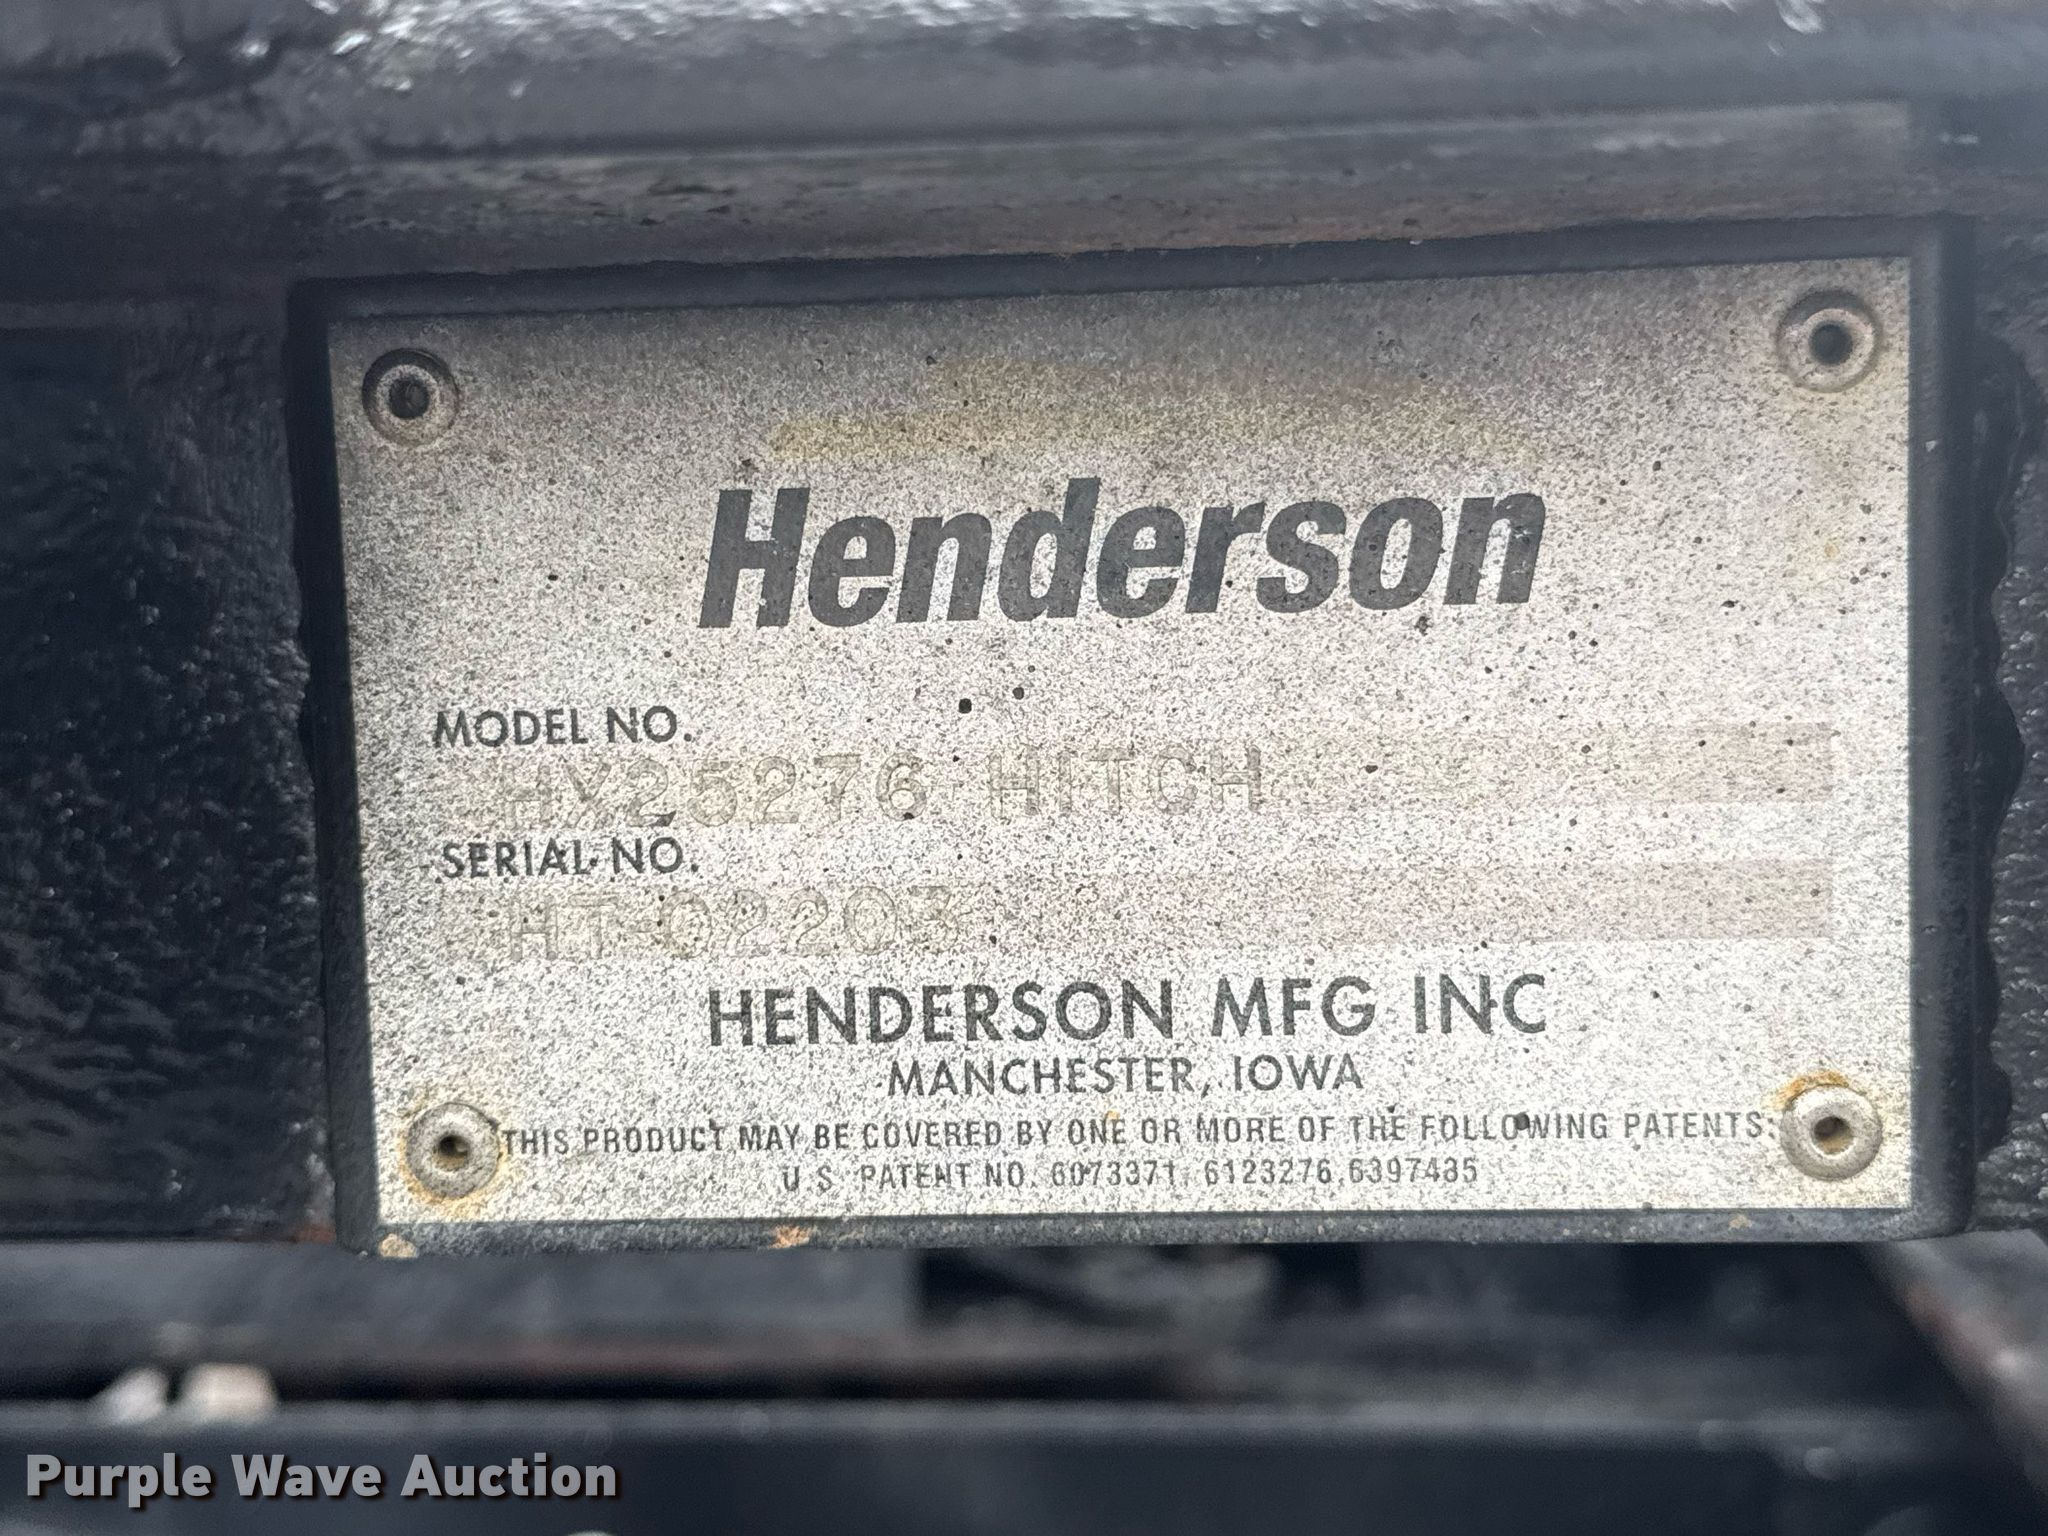 Henderson
MODEL NO.
HX25276 HITCH
SERIAL NO.
HT-02203
HENDERSON MFG INC
MANCHESTER, IOWA
THIS PRODUCT MAY BE COVERED BY ONE OR MORE OF THE FOLLOWING PATENTS:
U.S. PATENT NO. 6073371, 6123276, 6397435
Purple Wave Auction